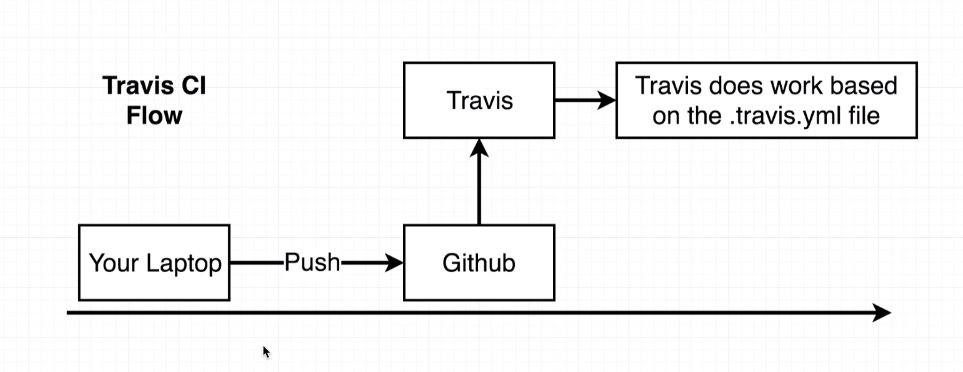 Travis CI
Flow
Travis
Travis does work based
on the .travis.yml file
Your Laptop
Push
Github